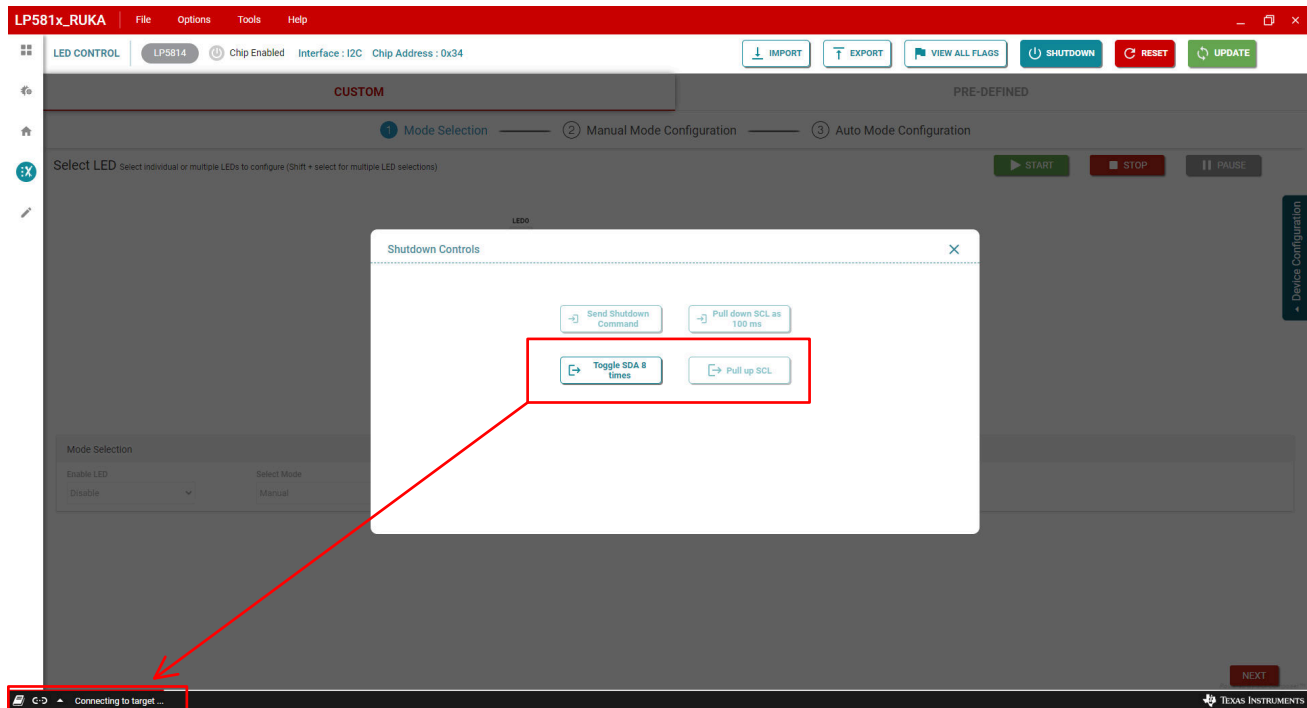 LP581x_RUKA File Options Tools Help
LED CONTROL LP5814 Chip Enabled Interface : I2C Chip Address : 0x34 IMPORT EXPORT VIEW ALL FLAGS SHUTDOWN RESET UPDATE
CUSTOM PRE-DEFINED
1 Mode Selection 2 Manual Mode Configuration 3 Auto Mode Configuration
Select LED Select individual or multiple LEDs to configure (Shift + select for multiple LED selections) START STOP PAUSE
LED0
Device Configuration
Shutdown Controls
Send Shutdown
Command
Pull down SCL as
100 ms
Toggle SDA 8
times
Pull up SCL
Mode Selection
Enable LED Select Mode
Disable Manual
NEXT
Connecting to target ... TEXAS INSTRUMENTS